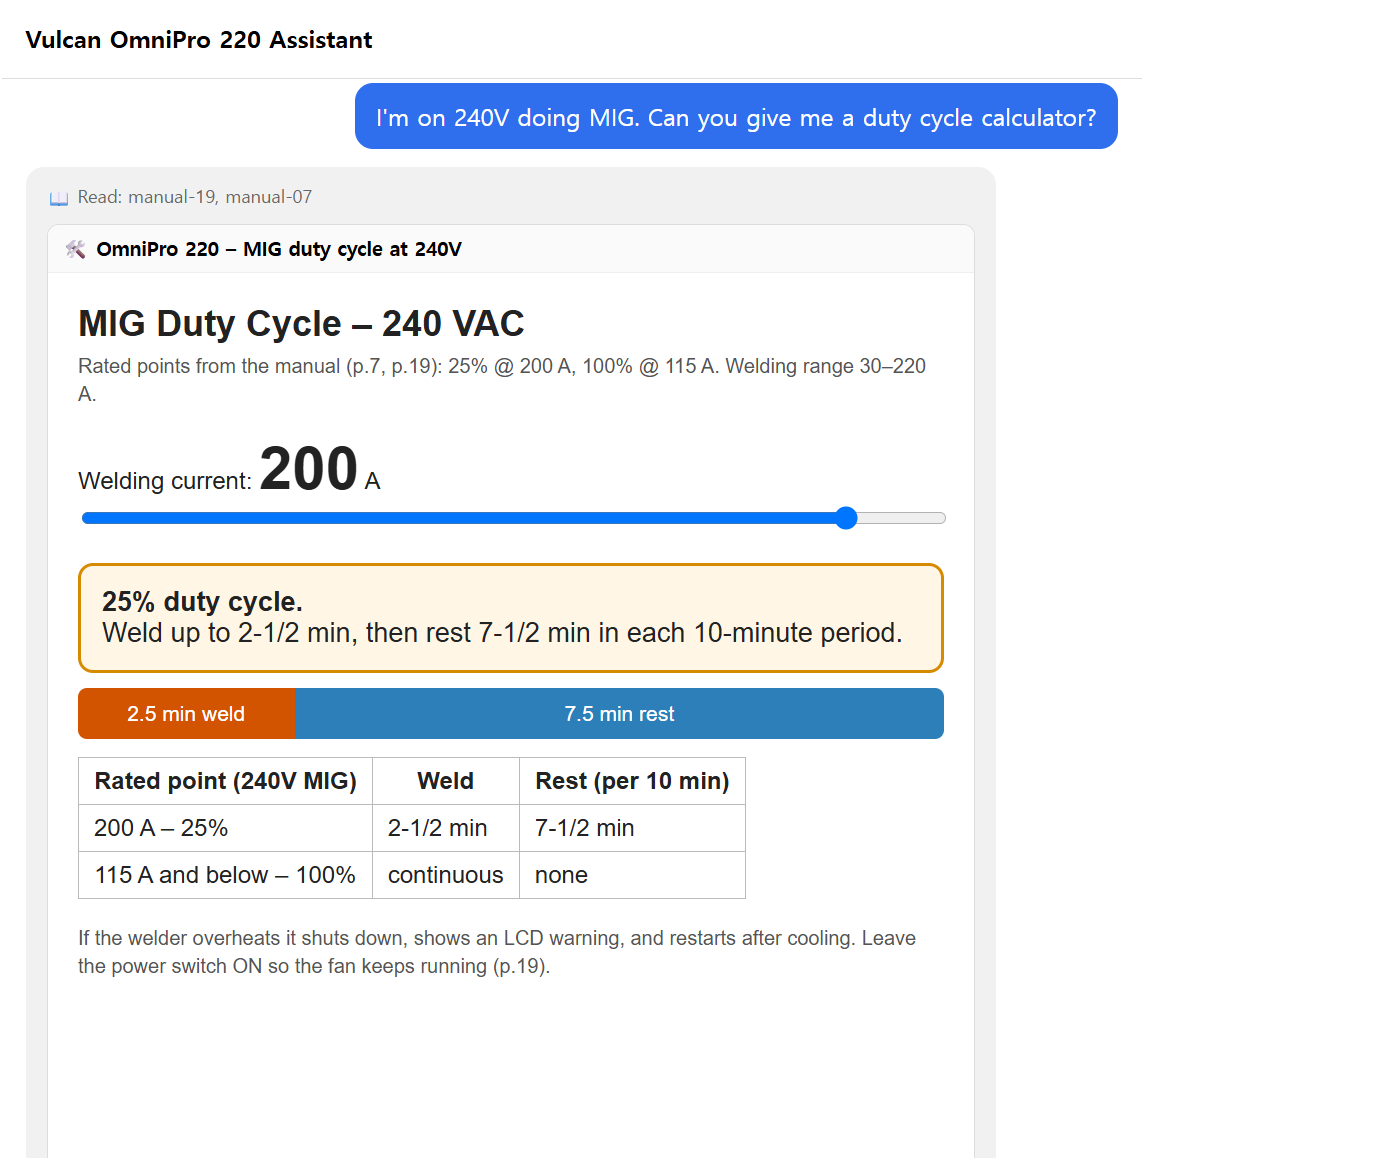 Vulcan OmniPro 220 Assistant
I'm on 240V doing MIG. Can you give me a duty cycle calculator?
📖 Read: manual-19, manual-07
🛠 OmniPro 220 – MIG duty cycle at 240V
MIG Duty Cycle – 240 VAC
Rated points from the manual (p.7, p.19): 25% @ 200 A, 100% @ 115 A. Welding range 30–220
A.
Welding current: 200 A
25% duty cycle.
Weld up to 2-1/2 min, then rest 7-1/2 min in each 10-minute period.
2.5 min weld 7.5 min rest
Rated point (240V MIG) Weld Rest (per 10 min)
200 A – 25% 2-1/2 min 7-1/2 min
115 A and below – 100% continuous none
If the welder overheats it shuts down, shows an LCD warning, and restarts after cooling. Leave
the power switch ON so the fan keeps running (p.19).